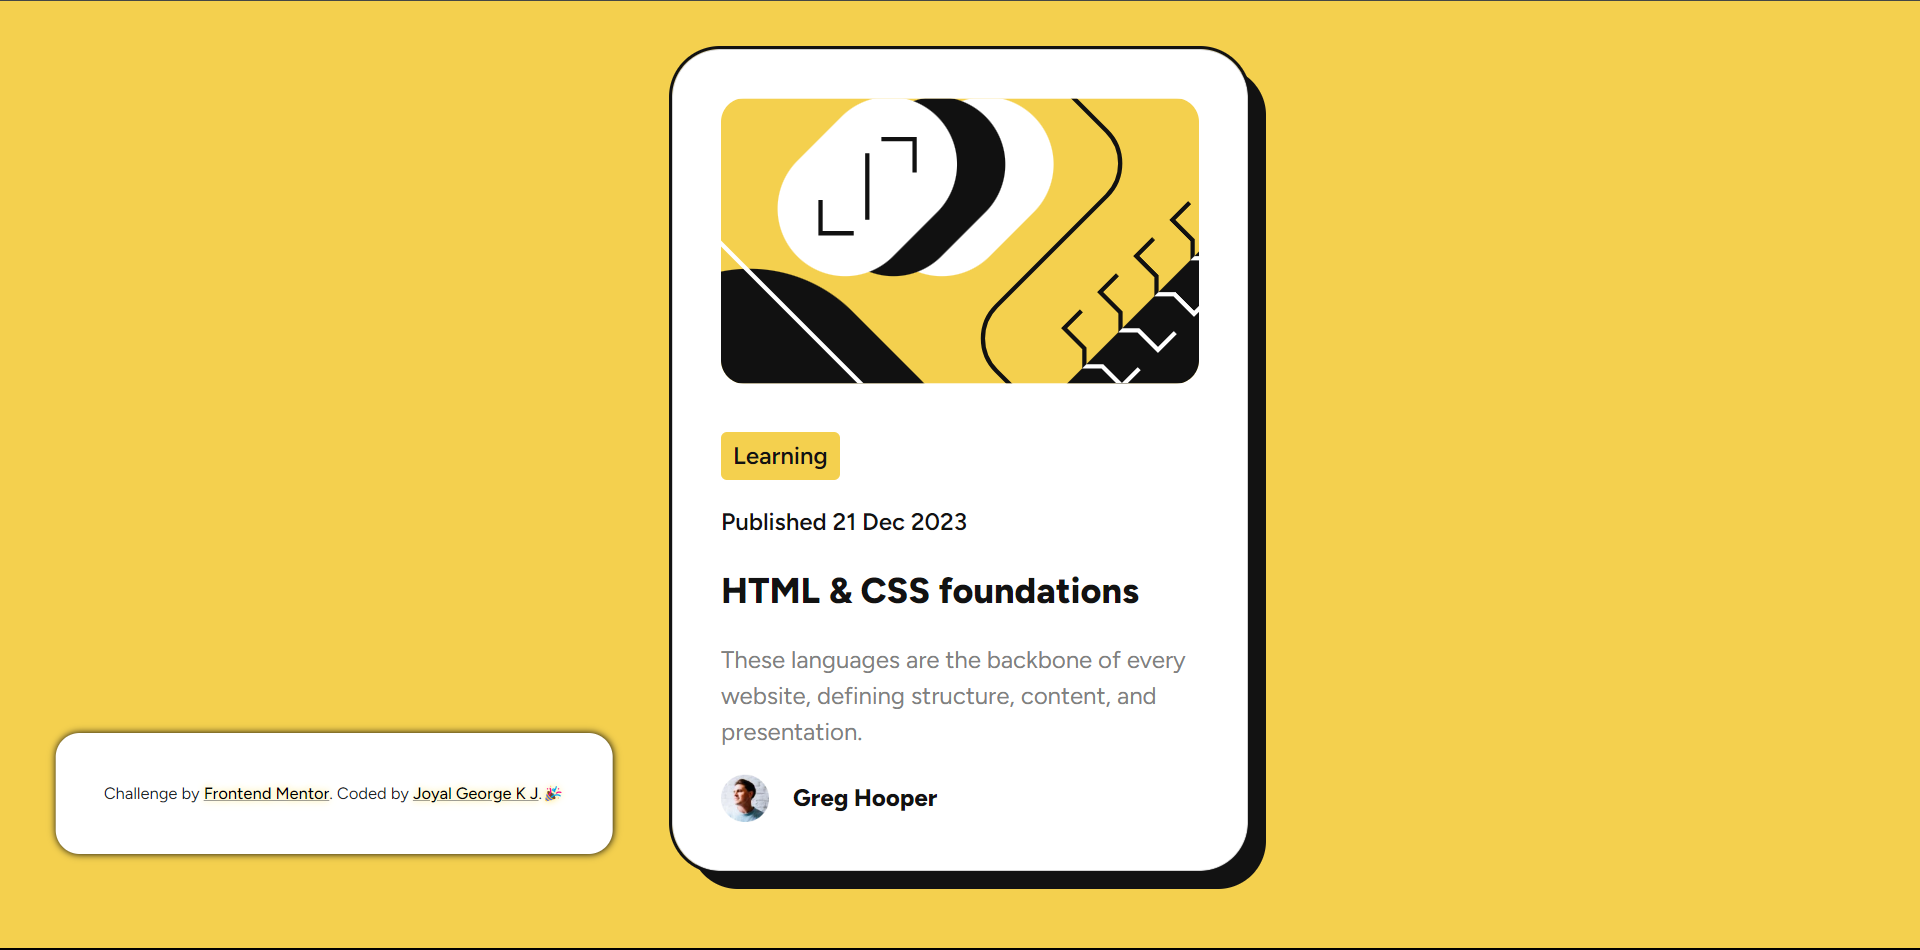 Learning
Published 21 Dec 2023
HTML & CSS foundations
These languages are the backbone of every
website, defining structure, content, and
presentation.
Greg Hooper
Challenge by Frontend Mentor. Coded by Joyal George K J. 🎉